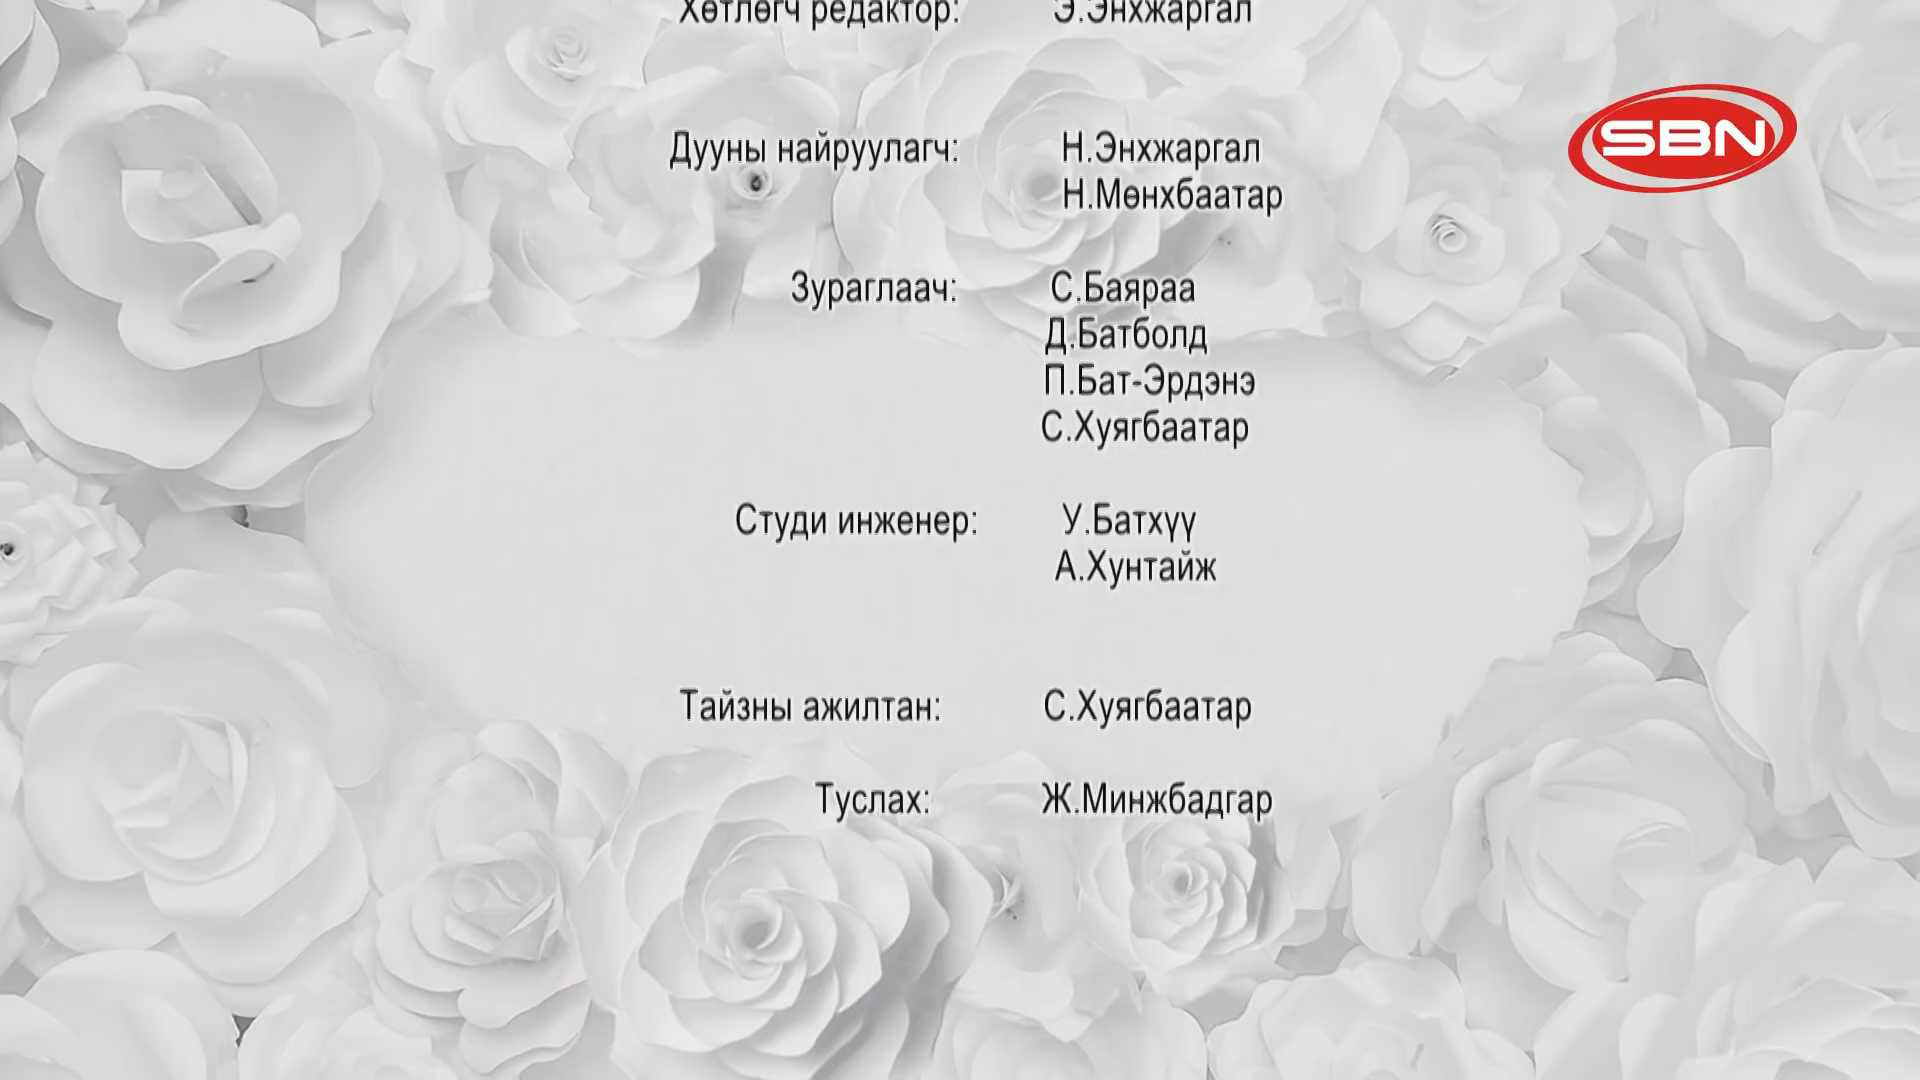 Хөтлөгч редактор: Э.Энхжаргал
SBN
Дууны найруулагч: Н.Энхжаргал
Н.Мөнхбаатар
Зураглаач: С.Баяраа
Д.Батболд
П.Бат-Эрдэнэ
С.Хуягбаатар
Студи инженер: У.Батхүү
А.Хунтайж
Тайзны ажилтан: С.Хуягбаатар
Туслах: Ж.Минжбадгар